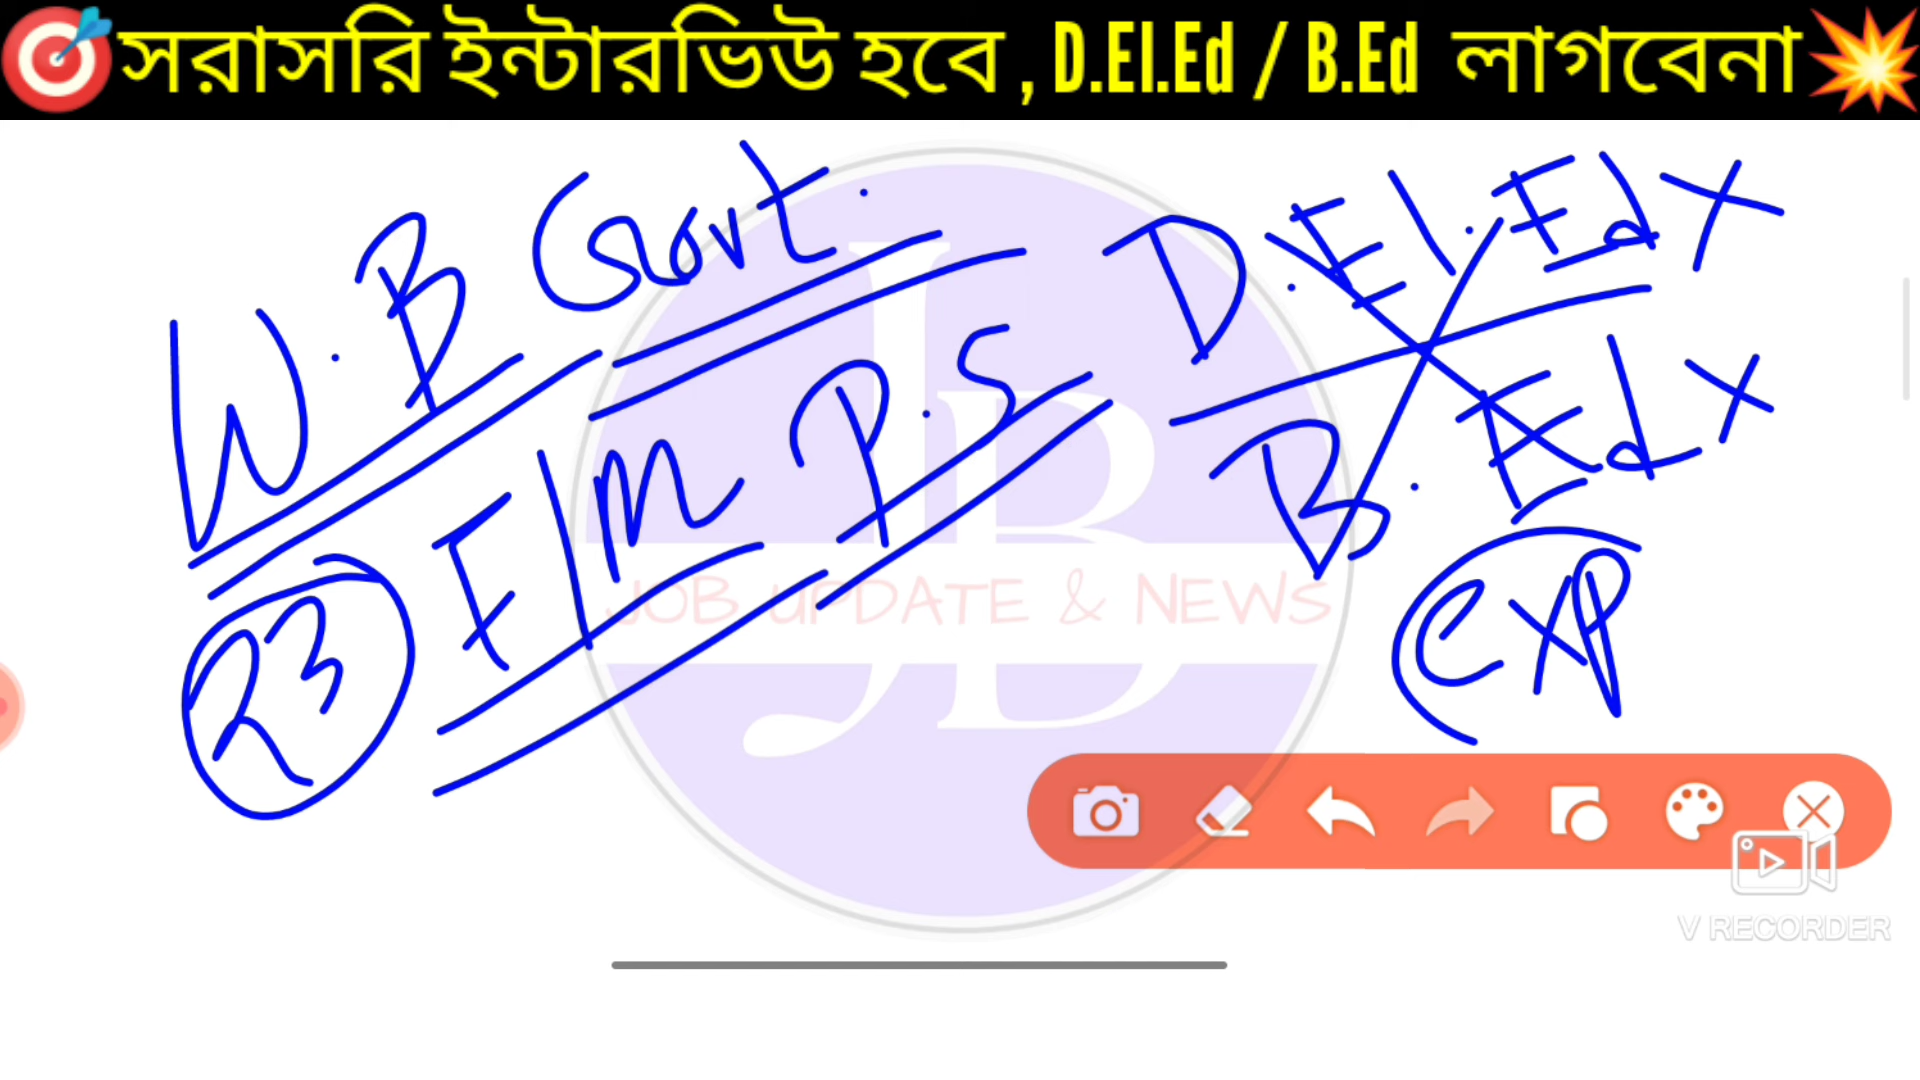 🎯সরাসরি ইন্টারভিউ হবে , D.El.Ed / B.Ed লাগবেনা💥
W.B Govt. D.El.Ed X
23 F/M P.S B.Ed X
EXP
JOB UPDATE & NEWS
V RECORDER